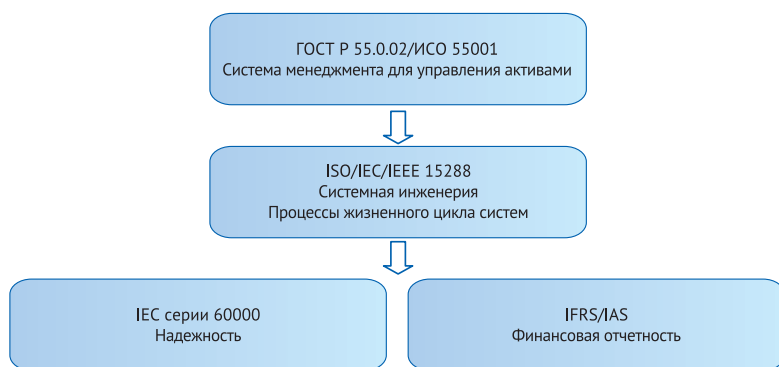 ГОСТ Р 55.0.02/ИСО 55001
Система менеджмента для управления активами
ISO/IEC/IEEE 15288
Системная инженерия
Процессы жизненного цикла систем
IEC серии 60000
Надежность
IFRS/IAS
Финансовая отчетность